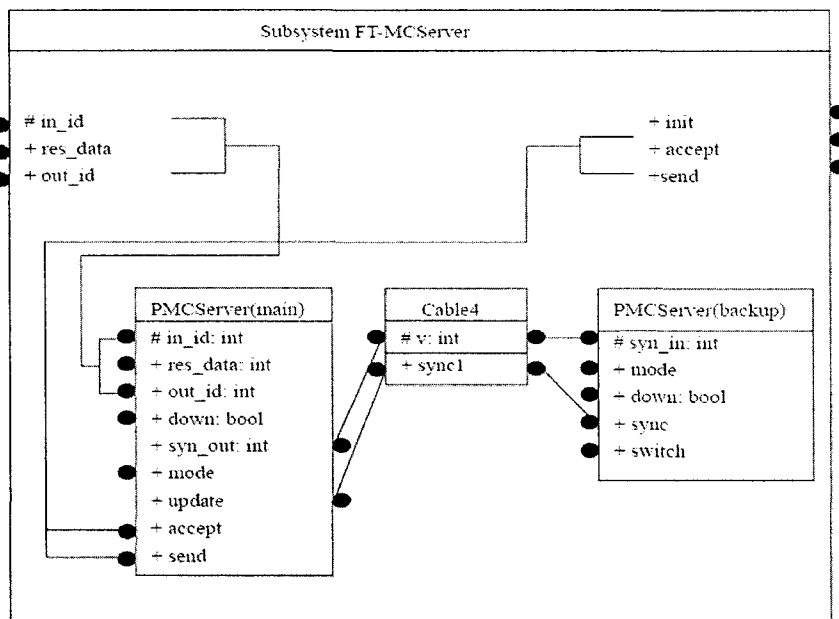 Subsystem FT-MCServer
# in_id
+ res_data
+ out_id
+ init
+ accept
+send
PMCServer(main)
# in_id: int
+ res_data: int
+ out_id: int
+ down: bool
+ syn_out: int
+ mode
+ update
+ accept
+ send
Cable4
# v: int
+ sync1
PMCServer(backup)
# syn_in: int
+ mode
+ down: bool
+ sync
+ switch